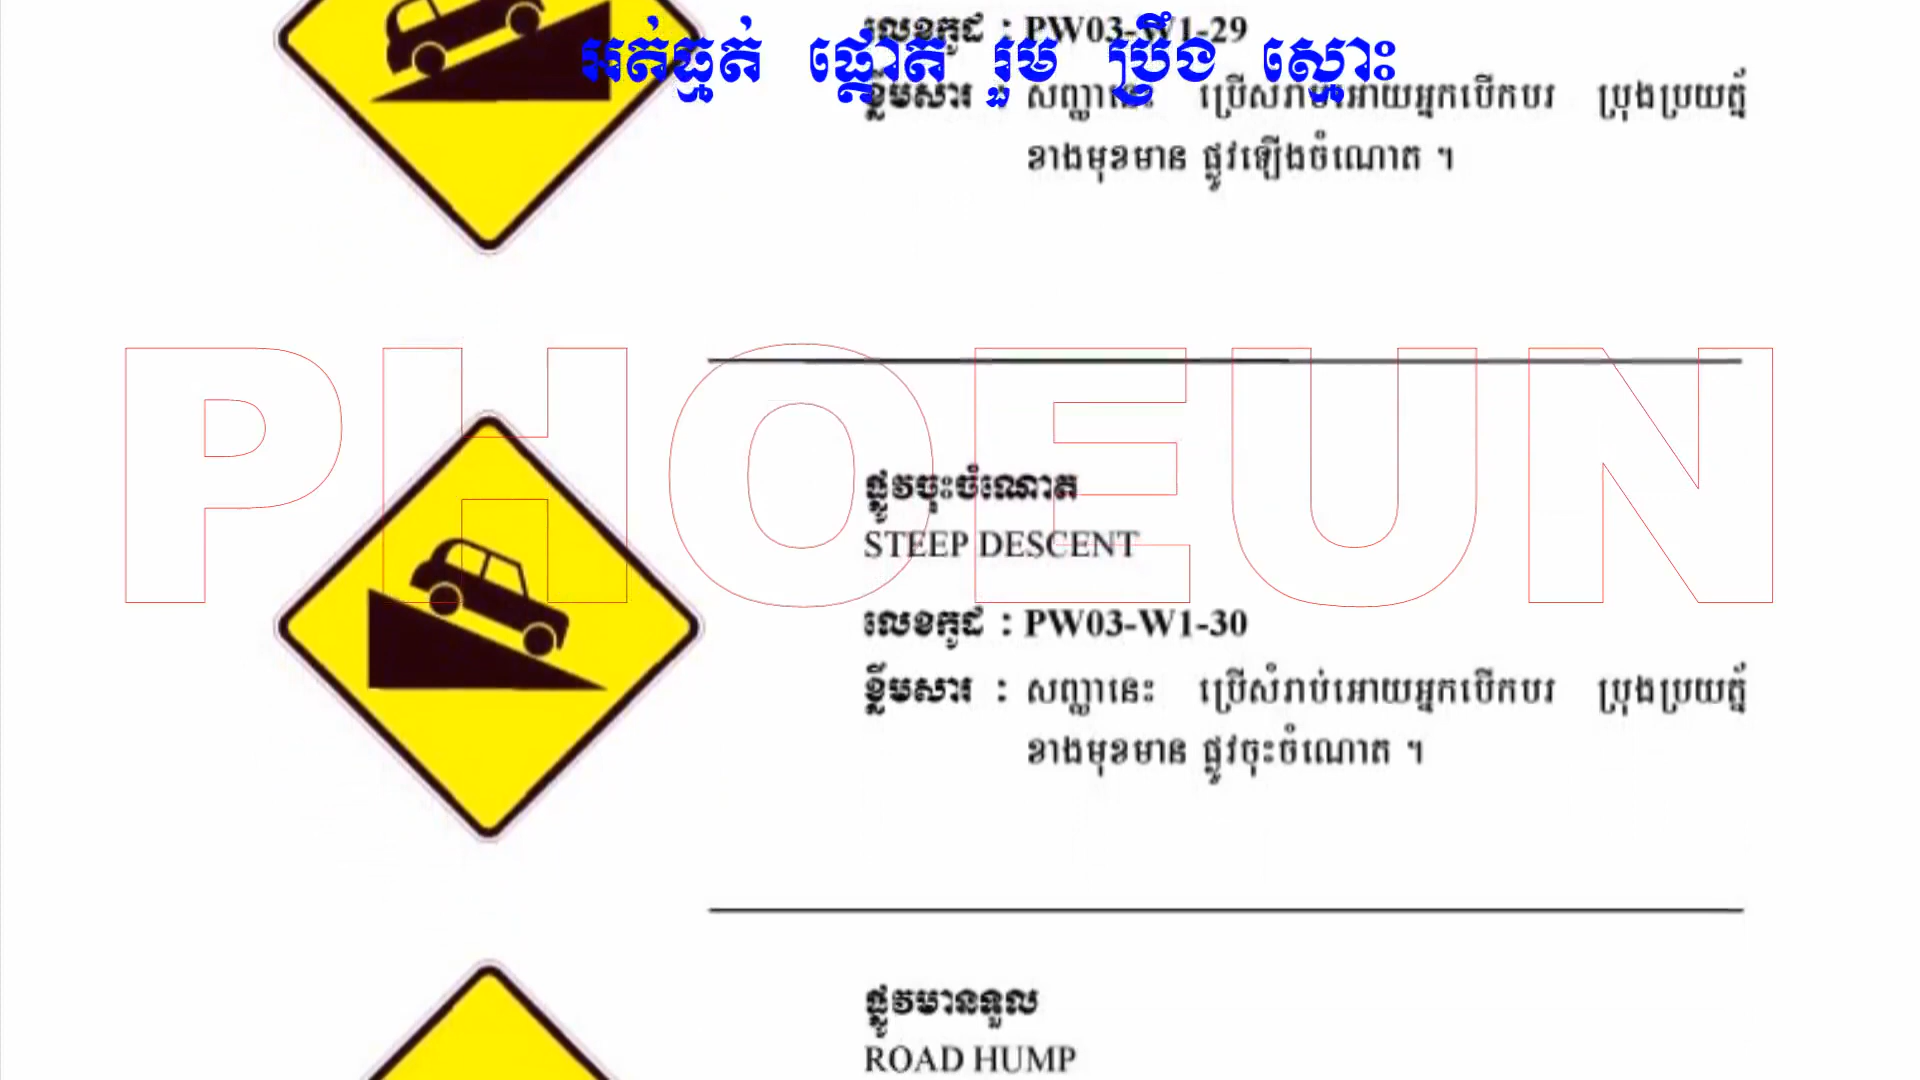 អត់ធ្មត់ ផ្ដោត រួម ប្រឹង ស្មោះ
លេខកូដ : PW03-W1-29
ខ្លឹមសារ : សញ្ញានេះ ប្រើសំរាប់អោយអ្នកបើកបរ ប្រុងប្រយត្ន័
ខាងមុខមាន ផ្លូវឡើងចំណោត ។
PHOEUN
ផ្លូវចុះចំណោត
STEEP DESCENT
លេខកូដ : PW03-W1-30
ខ្លឹមសារ : សញ្ញានេះ ប្រើសំរាប់អោយអ្នកបើកបរ ប្រុងប្រយត្ន័
ខាងមុខមាន ផ្លូវចុះចំណោត ។
ផ្លូវមានទួល
ROAD HUMP